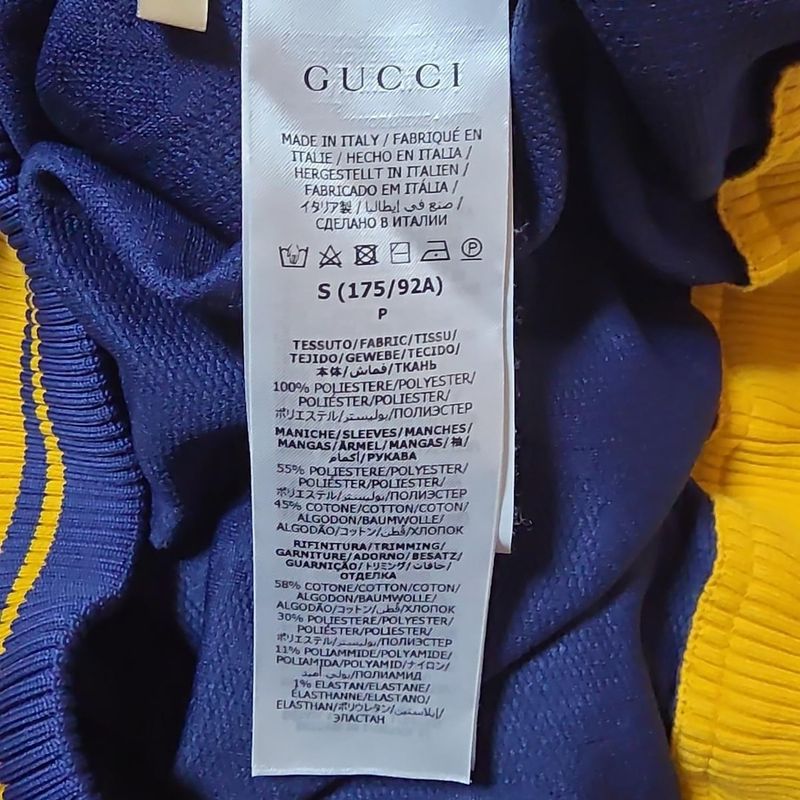 GUCCI
MADE IN ITALY / FABRIQUÉ EN
ITALIE / HECHO EN ITALIA /
HERGESTELLT IN ITALIEN /
FABRICADO EM ITÁLIA /
イタリア製 / صنع في إيطاليا /
СДЕЛАНО В ИТАЛИИ
S (175/92A)
P
TESSUTO/FABRIC/TISSU/
TEJIDO/GEWEBE/TECIDO/
本体/قماش/ТКАНЬ
100% POLIESTERE/POLYESTER/
POLIÉSTER/POLIESTER/
ポリエステル/بوليستر/ПОЛИЭСТЕР
MANICHE/SLEEVES/MANCHES/
MANGAS/ÄRMEL/MANGAS/袖/
أكمام/РУКАВА
55% POLIESTERE/POLYESTER/
POLIÉSTER/POLIESTER/
ポリエステル/بوليستر/ПОЛИЭСТЕР
45% COTONE/COTTON/COTON/
ALGODON/BAUMWOLLE/
ALGODÃO/コットン/قطن/ХЛОПОК
RIFINITURA/TRIMMING/
GARNITURE/ADORNO/BESATZ/
GUARNIÇÃO/トリミング/حافات/
ОТДЕЛКА
58% COTONE/COTTON/COTON/
ALGODON/BAUMWOLLE/
ALGODÃO/コットン/قطن/ХЛОПОК
30% POLIESTERE/POLYESTER/
POLIÉSTER/POLIESTER/
ポリエステル/بوليستر/ПОЛИЭСТЕР
11% POLIAMMIDE/POLYAMIDE/
POLIAMIDA/POLYAMID/ナイロン/
بولي أميد/ПОЛИАМИД
1% ELASTAN/ELASTANE/
ÉLASTHANNE/ELASTANO/
ELASTHAN/ポリウレタン/إيلاستين/
ЭЛАСТАН